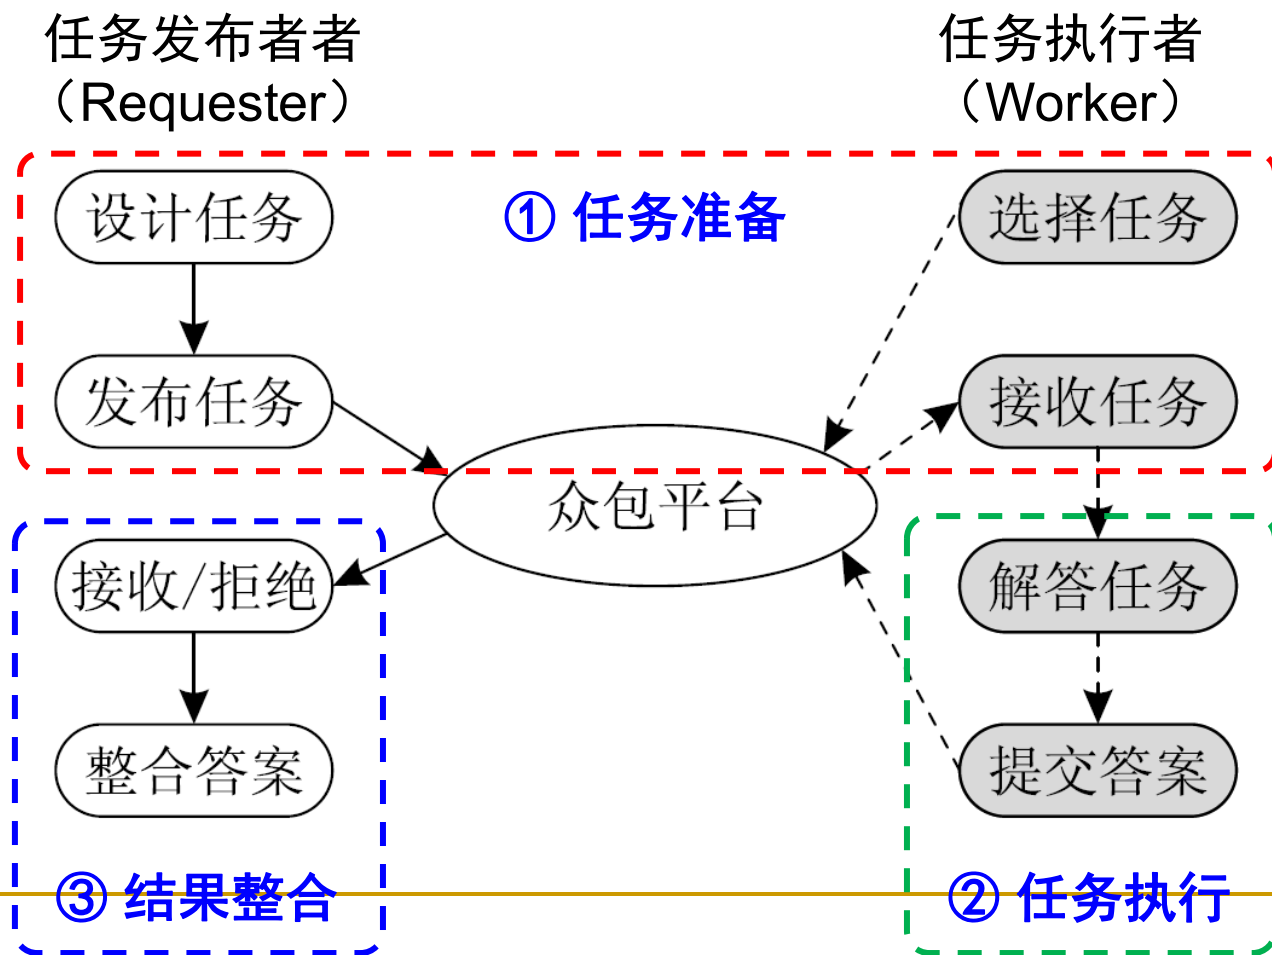 任务发布者者
（Requester）
任务执行者
（Worker）
设计任务
① 任务准备
选择任务
发布任务
接收任务
众包平台
接收/拒绝
解答任务
整合答案
提交答案
③ 结果整合
② 任务执行